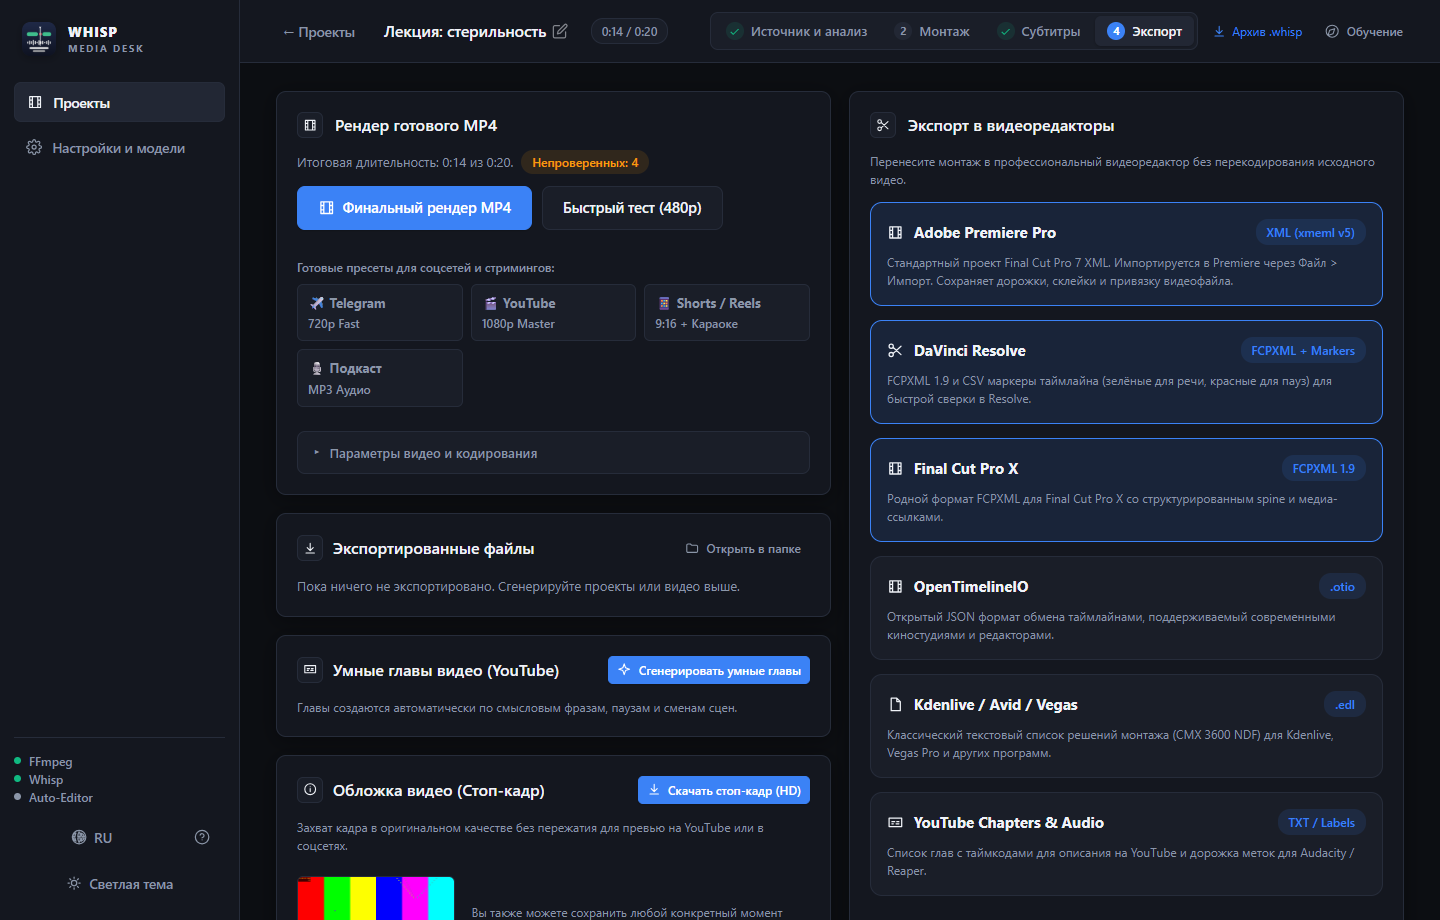 WHISP
MEDIA DESK
Проекты
Настройки и модели
FFmpeg
Whisp
Auto-Editor
RU
Светлая тема
← Проекты
Лекция: стерильность
0:14 / 0:20
Источник и анализ
2 Монтаж
Субтитры
4 Экспорт
Архив .whisp
Обучение
Рендер готового MP4
Итоговая длительность: 0:14 из 0:20.
Непроверенных: 4
Финальный рендер MP4
Быстрый тест (480p)
Готовые пресеты для соцсетей и стримингов:
Telegram
720p Fast
YouTube
1080p Master
Shorts / Reels
9:16 + Караоке
Подкаст
MP3 Аудио
Параметры видео и кодирования
Экспортированные файлы
Открыть в папке
Пока ничего не экспортировано. Сгенерируйте проекты или видео выше.
Умные главы видео (YouTube)
Сгенерировать умные главы
Главы создаются автоматически по смысловым фразам, паузам и сменам сцен.
Обложка видео (Стоп-кадр)
Скачать стоп-кадр (HD)
Захват кадра в оригинальном качестве без пережатия для превью на YouTube или в
соцсетях.
Вы также можете сохранить любой конкретный момент
Экспорт в видеоредакторы
Перенесите монтаж в профессиональный видеоредактор без перекодирования исходного
видео.
Adobe Premiere Pro
XML (xmeml v5)
Стандартный проект Final Cut Pro 7 XML. Импортируется в Premiere через Файл >
Импорт. Сохраняет дорожки, склейки и привязку видеофайла.
DaVinci Resolve
FCPXML + Markers
FCPXML 1.9 и CSV маркеры таймлайна (зелёные для речи, красные для пауз) для
быстрой сверки в Resolve.
Final Cut Pro X
FCPXML 1.9
Родной формат FCPXML для Final Cut Pro X со структурированным spine и медиа-
ссылками.
OpenTimelineIO
.otio
Открытый JSON формат обмена таймлайнами, поддерживаемый современными
киностудиями и редакторами.
Kdenlive / Avid / Vegas
.edl
Классический текстовый список решений монтажа (CMX 3600 NDF) для Kdenlive,
Vegas Pro и других программ.
YouTube Chapters & Audio
TXT / Labels
Список глав с таймкодами для описания на YouTube и дорожка меток для Audacity /
Reaper.